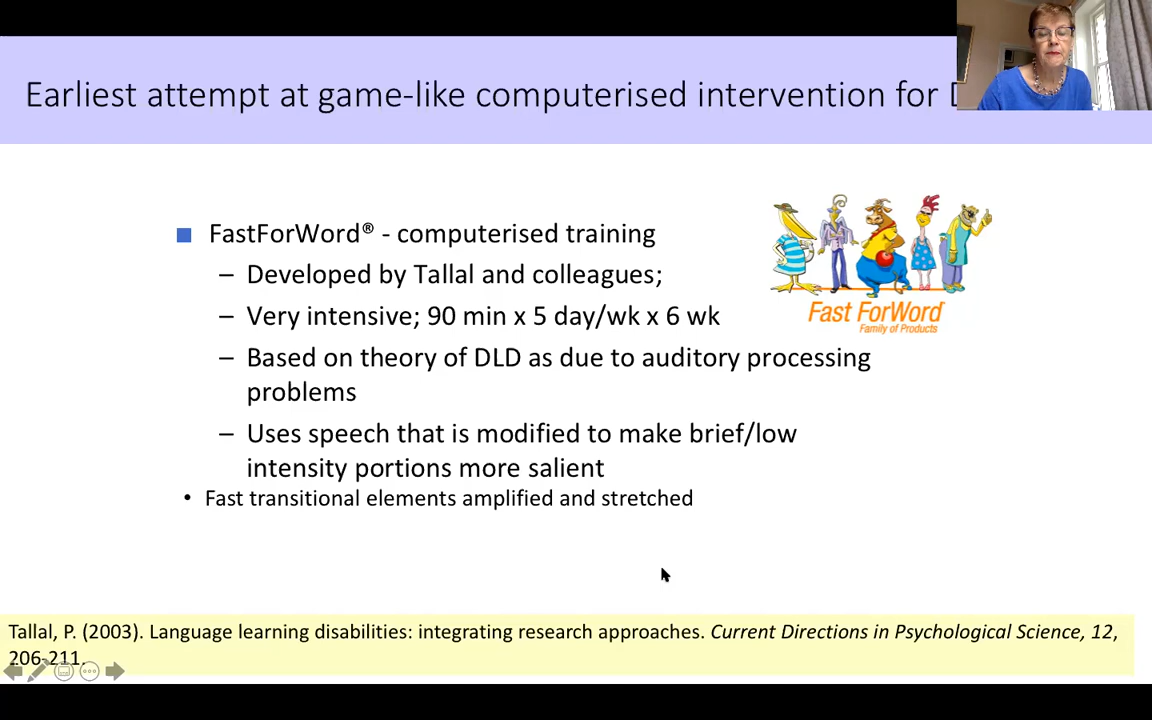 Earliest attempt at game-like computerised intervention for
FastForWord® - computerised training
– Developed by Tallal and colleagues;
– Very intensive; 90 min x 5 day/wk x 6 wk
– Based on theory of DLD as due to auditory processing
problems
– Uses speech that is modified to make brief/low
intensity portions more salient
• Fast transitional elements amplified and stretched
Fast ForWord
Family of Products
Tallal, P. (2003). Language learning disabilities: integrating research approaches. Current Directions in Psychological Science, 12,
206-211.